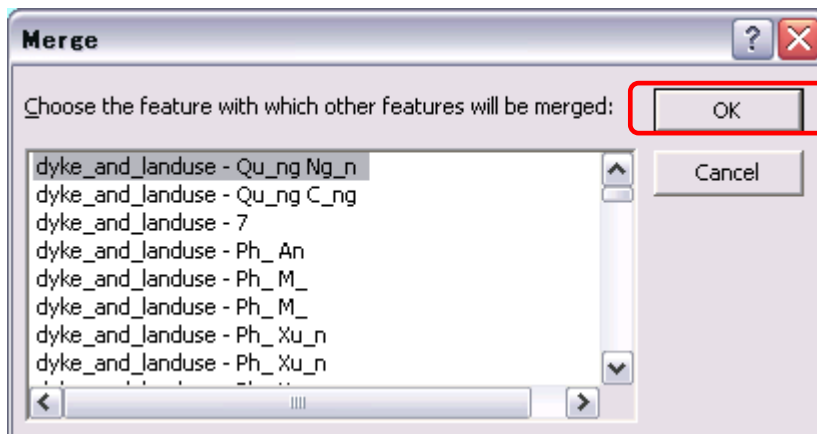 Merge
Choose the feature with which other features will be merged:
OK
Cancel
dyke_and_landuse - Qu_ng Ng_n
dyke_and_landuse - Qu_ng C_ng
dyke_and_landuse - 7
dyke_and_landuse - Ph_ An
dyke_and_landuse - Ph_ M_
dyke_and_landuse - Ph_ M_
dyke_and_landuse - Ph_ Xu_n
dyke_and_landuse - Ph_ Xu_n